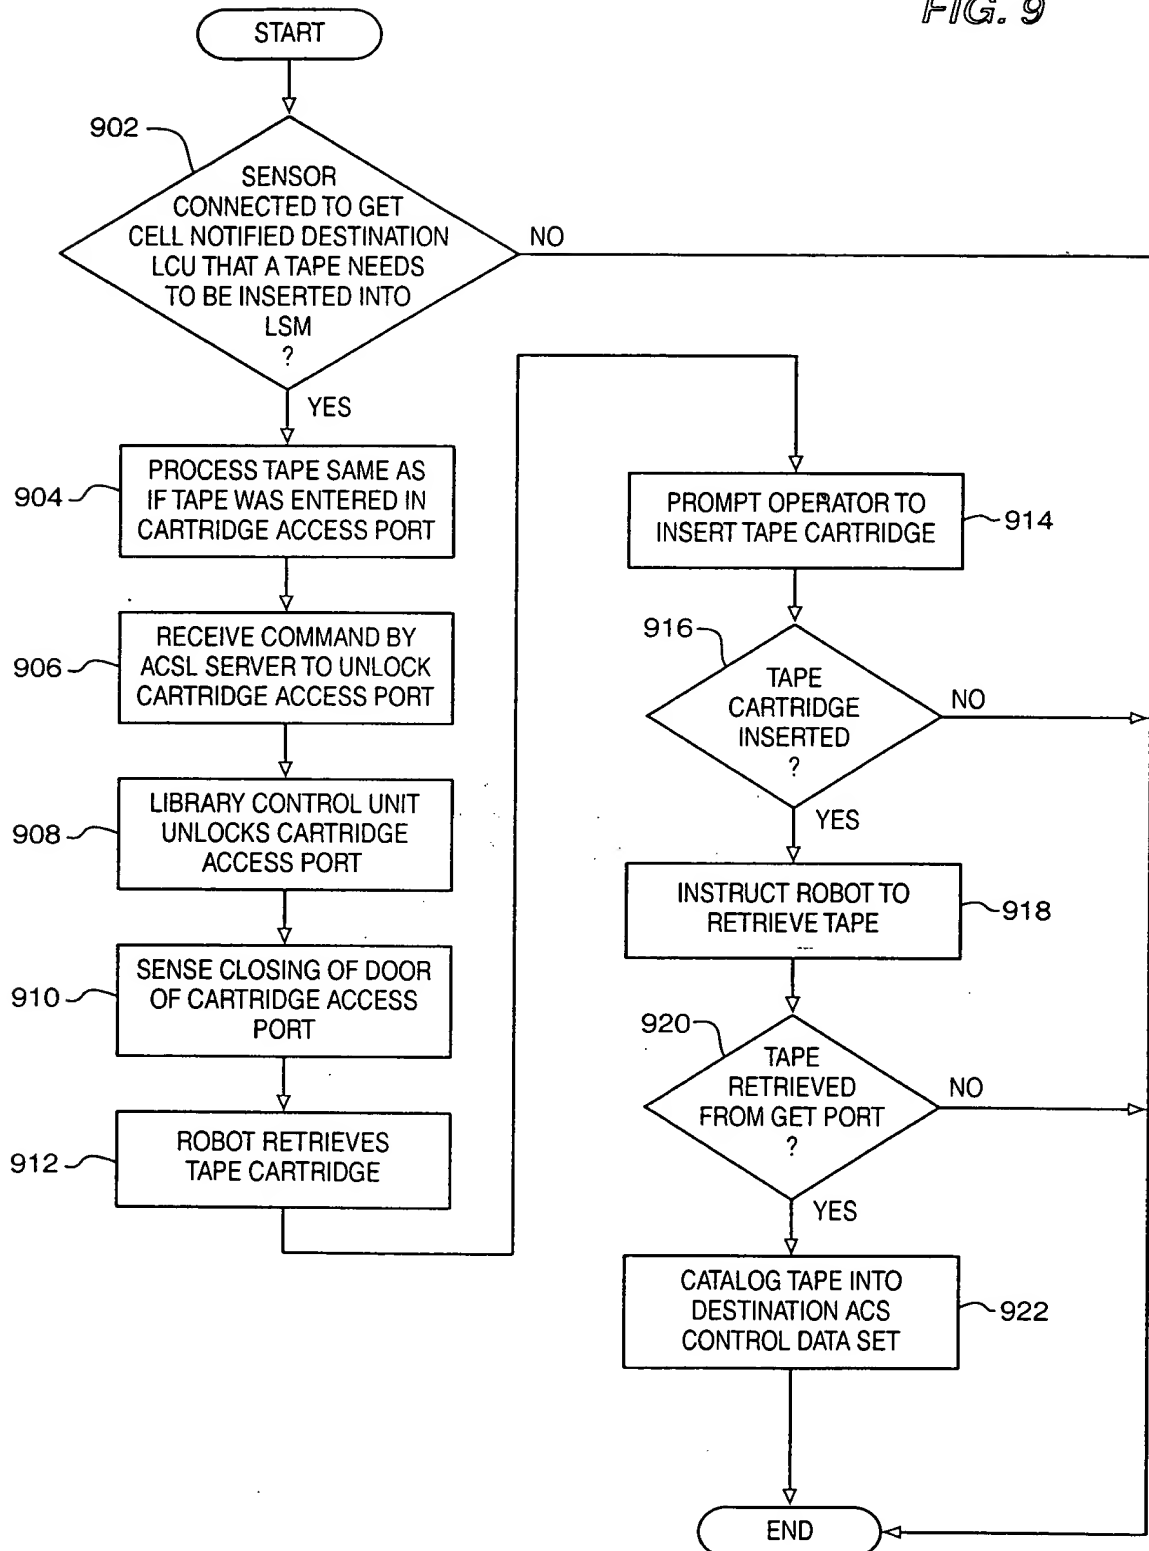 FIG. 9
START
902
SENSOR
CONNECTED TO GET
CELL NOTIFIED DESTINATION
LCU THAT A TAPE NEEDS
TO BE INSERTED INTO
LSM
?
NO
YES
904
PROCESS TAPE SAME AS
IF TAPE WAS ENTERED IN
CARTRIDGE ACCESS PORT
906
RECEIVE COMMAND BY
ACSL SERVER TO UNLOCK
CARTRIDGE ACCESS PORT
908
LIBRARY CONTROL UNIT
UNLOCKS CARTRIDGE
ACCESS PORT
910
SENSE CLOSING OF DOOR
OF CARTRIDGE ACCESS
PORT
912
ROBOT RETRIEVES
TAPE CARTRIDGE
PROMPT OPERATOR TO
INSERT TAPE CARTRIDGE
914
916
TAPE
CARTRIDGE
INSERTED
?
NO
YES
INSTRUCT ROBOT TO
RETRIEVE TAPE
918
920
TAPE
RETRIEVED
FROM GET PORT
?
NO
YES
CATALOG TAPE INTO
DESTINATION ACS
CONTROL DATA SET
922
END